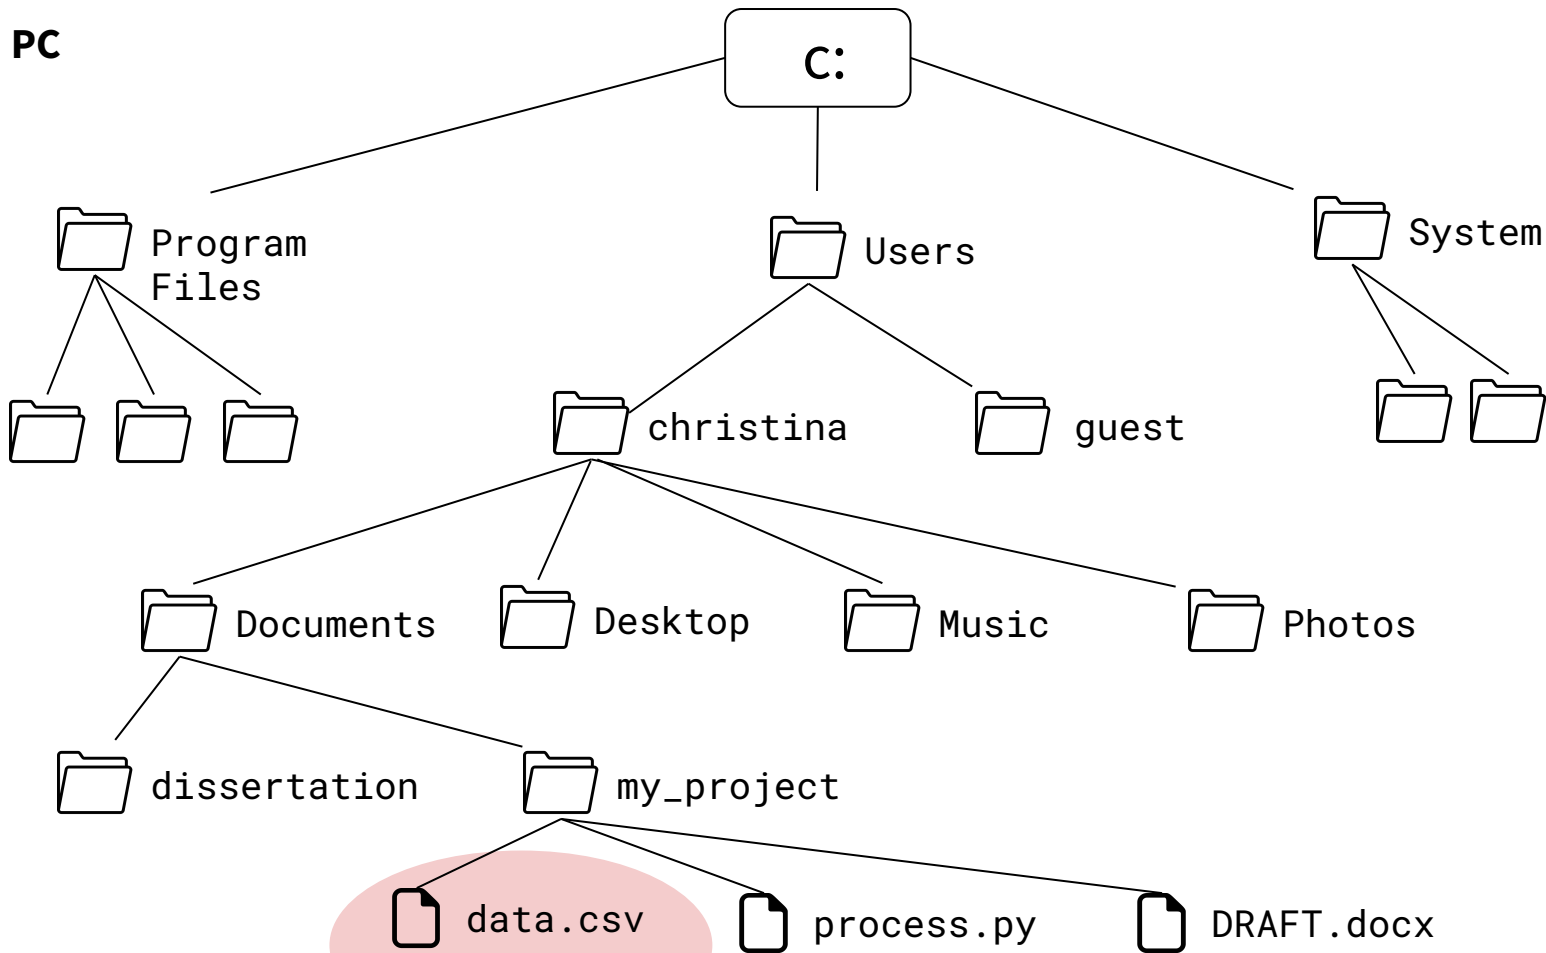 PC
C:
Program
Files
Users
System
christina
guest
Documents
Desktop
Music
Photos
dissertation
my_project
data.csv
process.py
DRAFT.docx